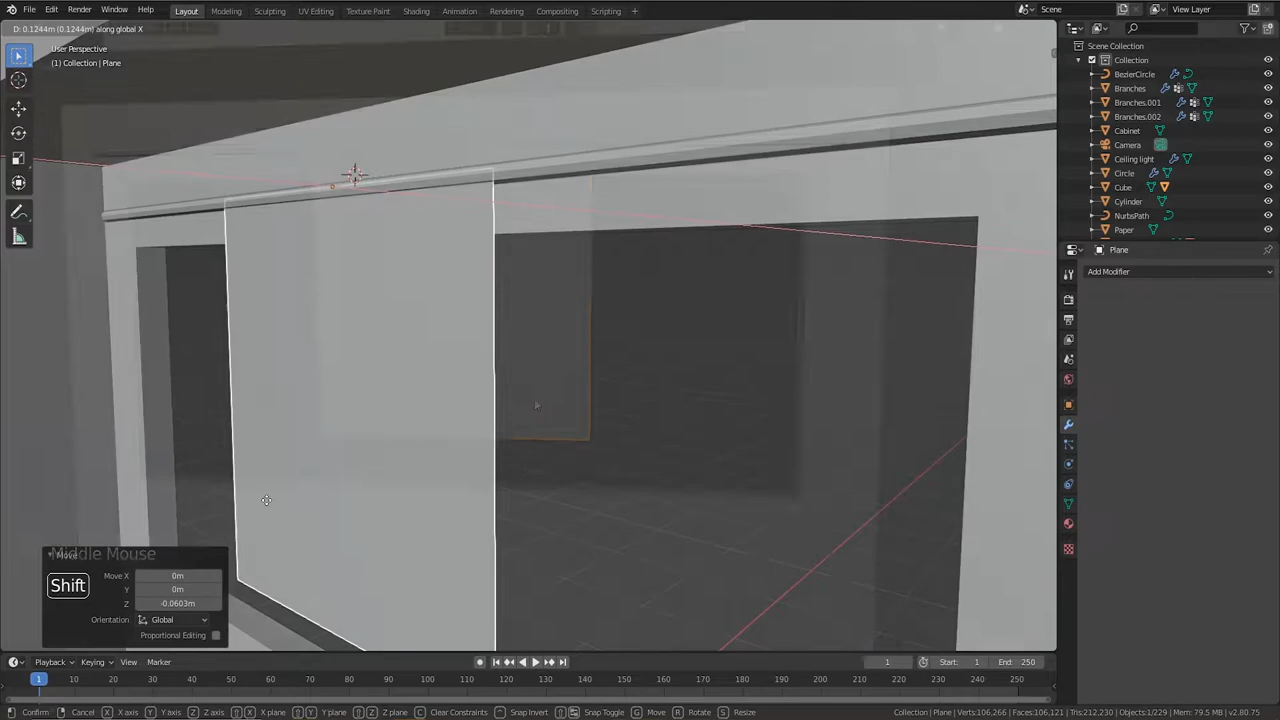 File Edit Render Window Help Layout Modeling Sculpting UV Editing Texture Paint Shading Animation Rendering Compositing Scripting + Scene View Layer
D: 0.1244m (0.1244m) along global X
User Perspective
(1) Collection | Plane
Scene Collection
Collection
BezierCircle
Branches
Branches.001
Branches.002
Cabinet
Camera
Ceiling light
Circle
Cube
Cylinder
NurbsPath
Paper
Plane
Add Modifier
Middle Mouse
Move
Shift
Move X 0m
Y 0m
Z -0.0603m
Orientation Global
Proportional Editing
Playback Keying View Marker 1 Start: 1 End: 250
1 10 20 30 40 50 60 70 80 90 100 110 120 130 140 150 160 170 180 190 200 210 220 230 240 250
Confirm Cancel X X axis Y Y axis Z Z axis X X plane Y Y plane Z Z plane C Clear Constraints Snap Invert Snap Toggle G Move R Rotate S Resize Collection | Plane | Verts:106,266 | Faces:106,121 | Tris:212,230 | Objects:1/229 | Mem: 79.5 MB | v2.80.75